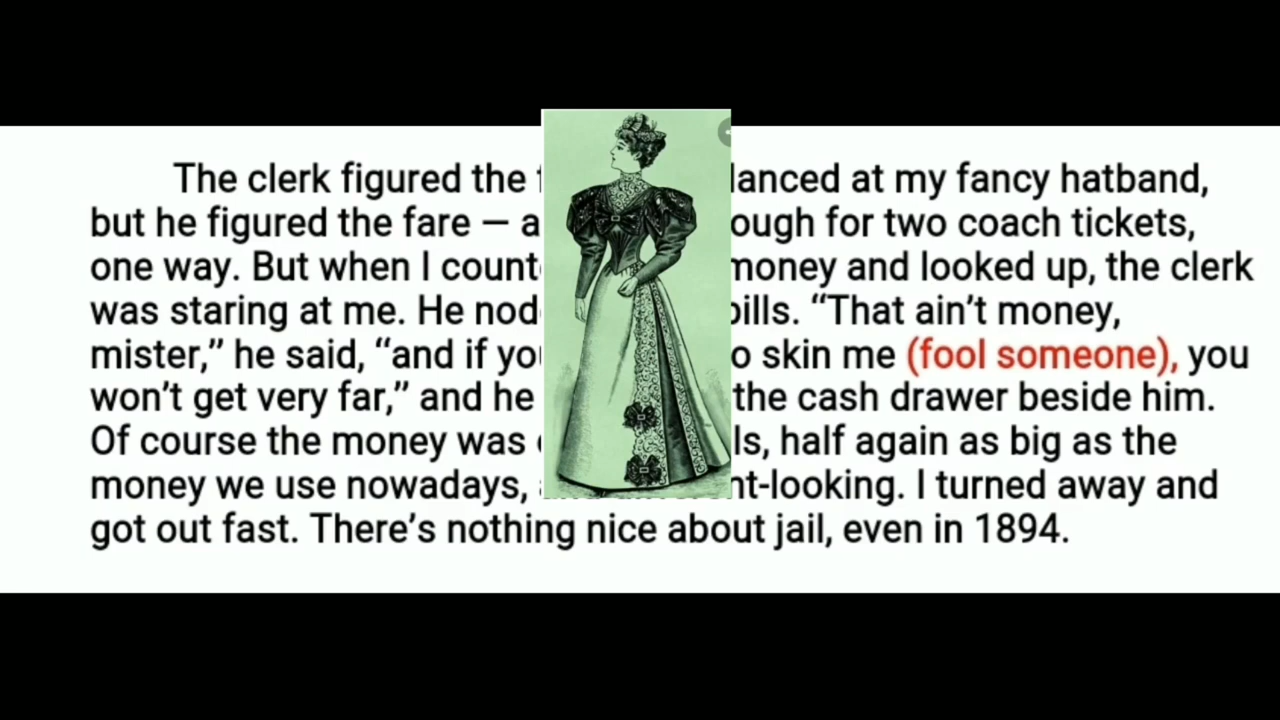 The clerk figured the lanced at my fancy hatband,
but he figured the fare — a ough for two coach tickets,
one way. But when I count money and looked up, the clerk
was staring at me. He nod bills. “That ain’t money,
mister,” he said, “and if yo o skin me (fool someone), you
won’t get very far,” and he the cash drawer beside him.
Of course the money was ls, half again as big as the
money we use nowadays, nt-looking. I turned away and
got out fast. There’s nothing nice about jail, even in 1894.